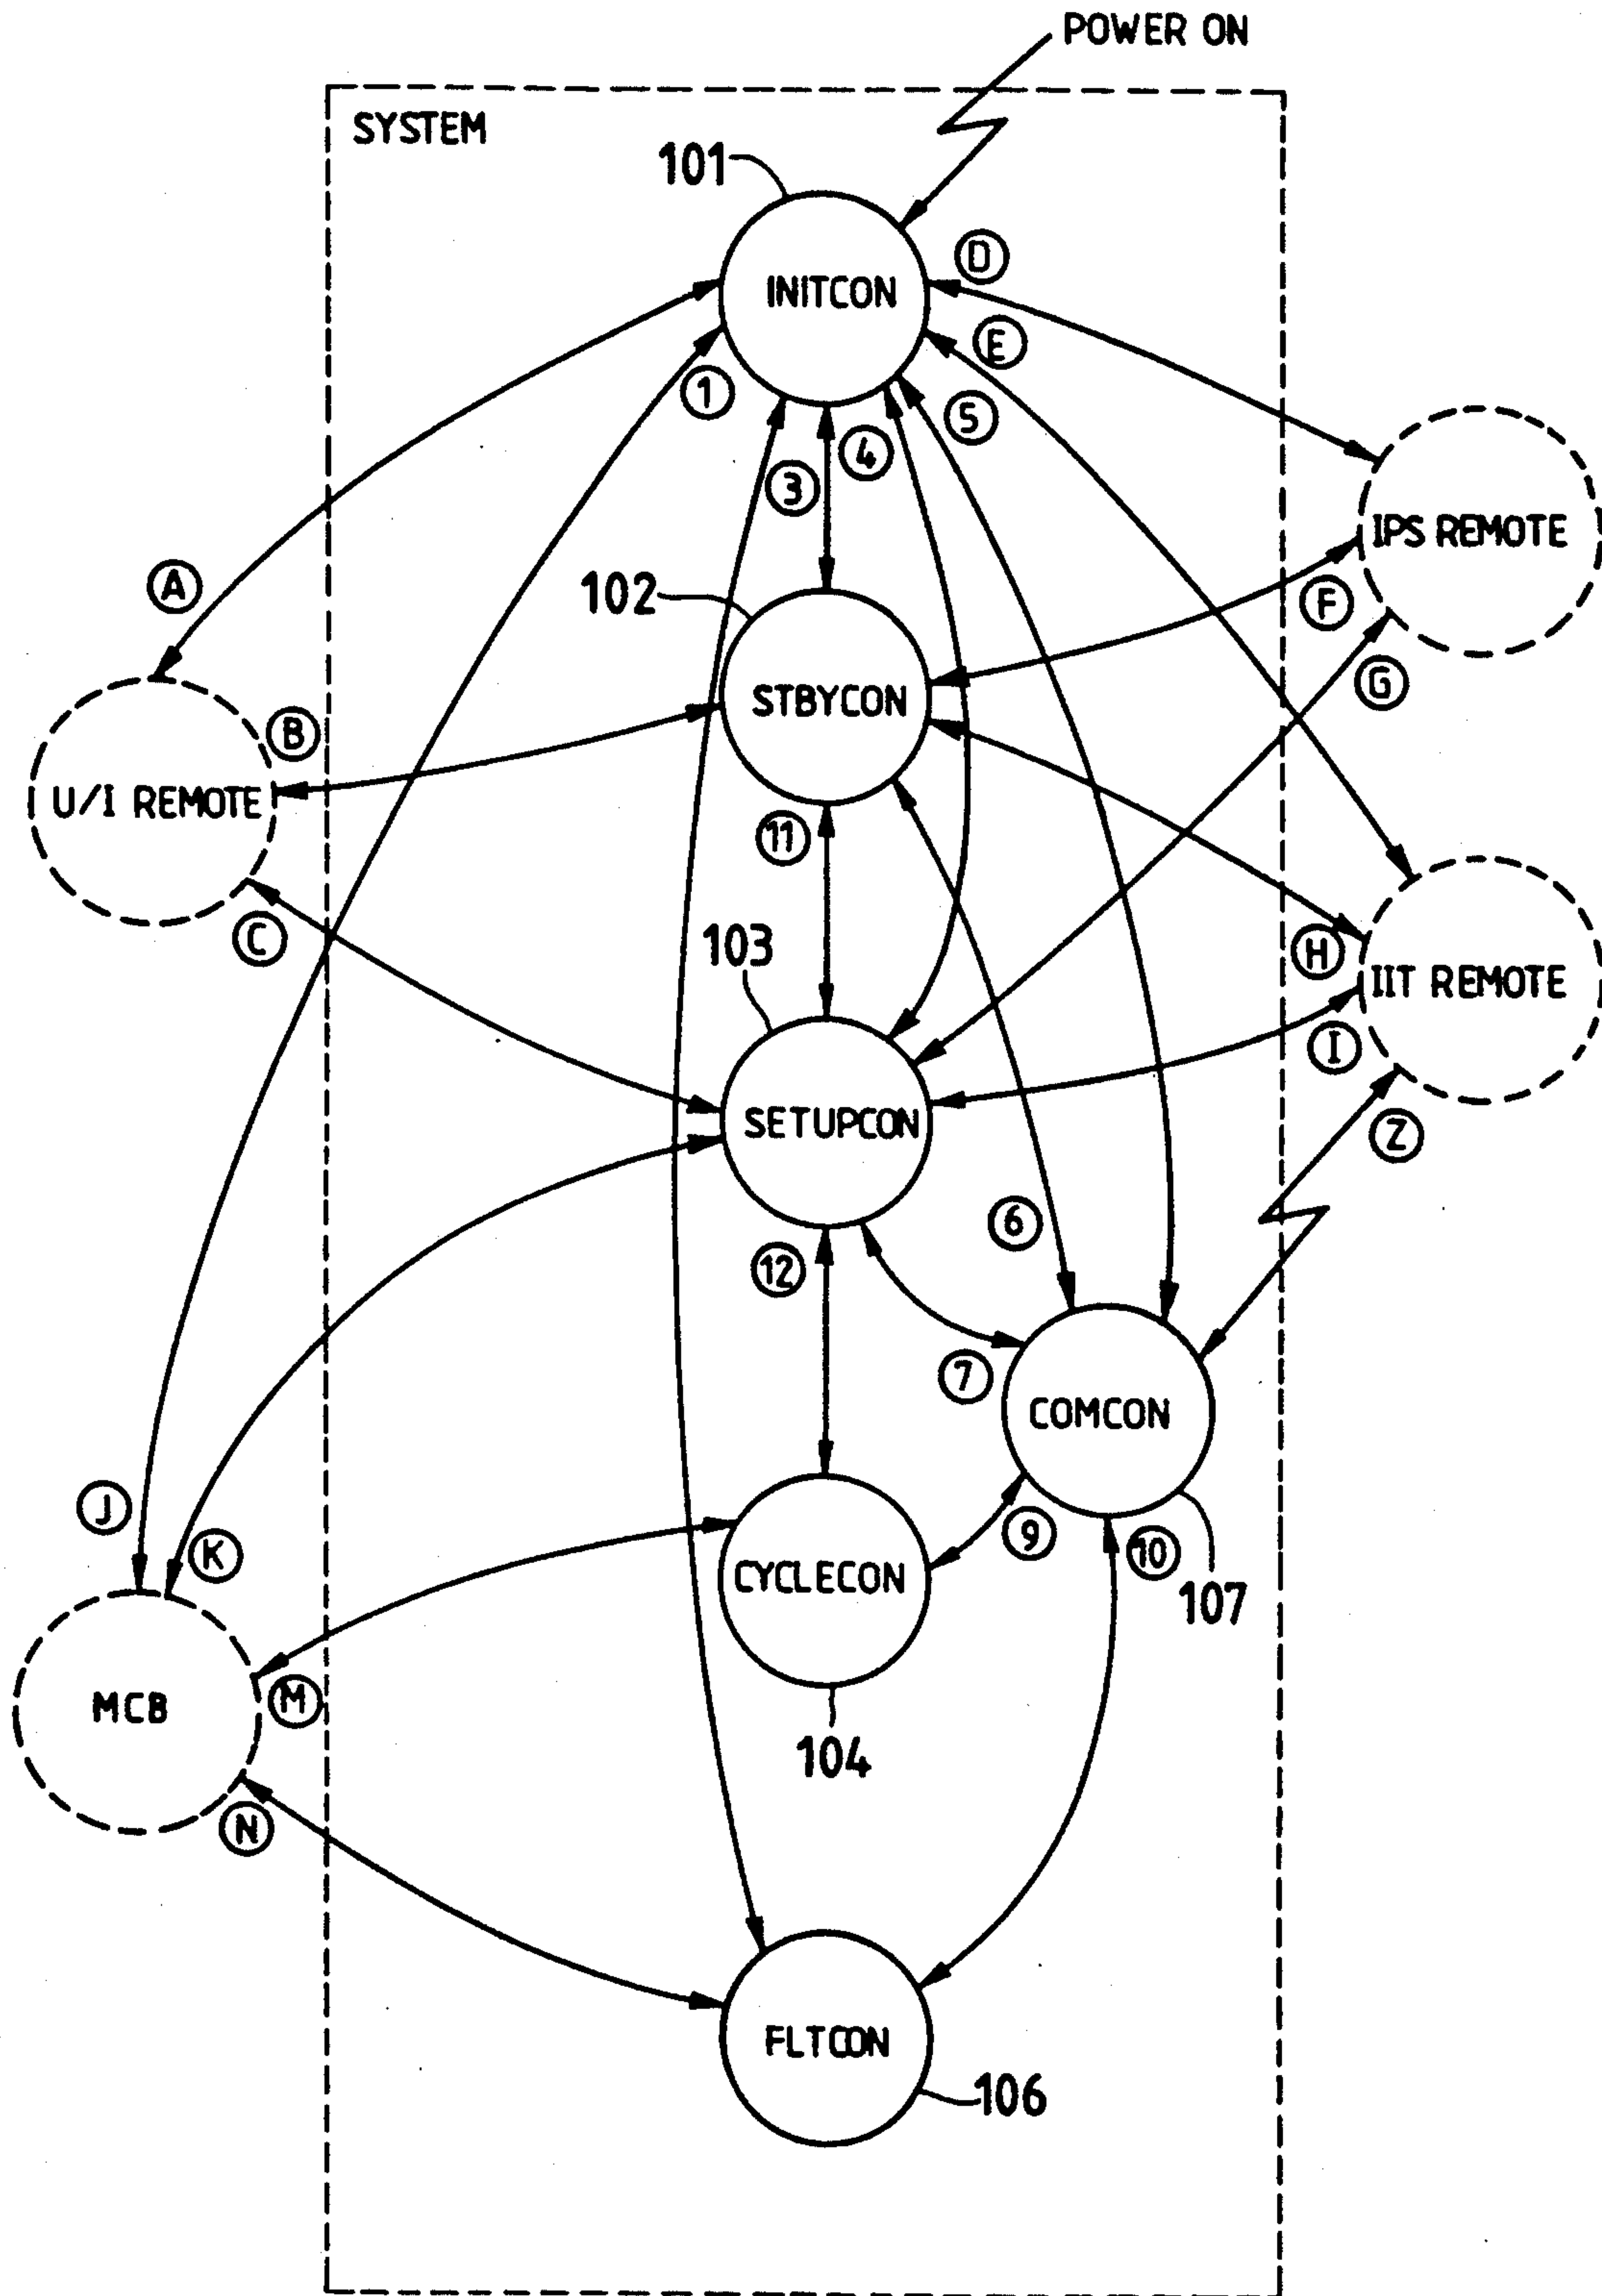 POWER ON
SYSTEM
101
INITCON
D
E
1
5
4
3
IPS REMOTE
A
102
F
STBYCON
G
B
U/I REMOTE
11
C
103
H
IIT REMOTE
I
SETUPCON
Z
6
12
7
COMCON
J
K
9
10
CYCLECON
107
M
MCB
104
N
FLTCON
106